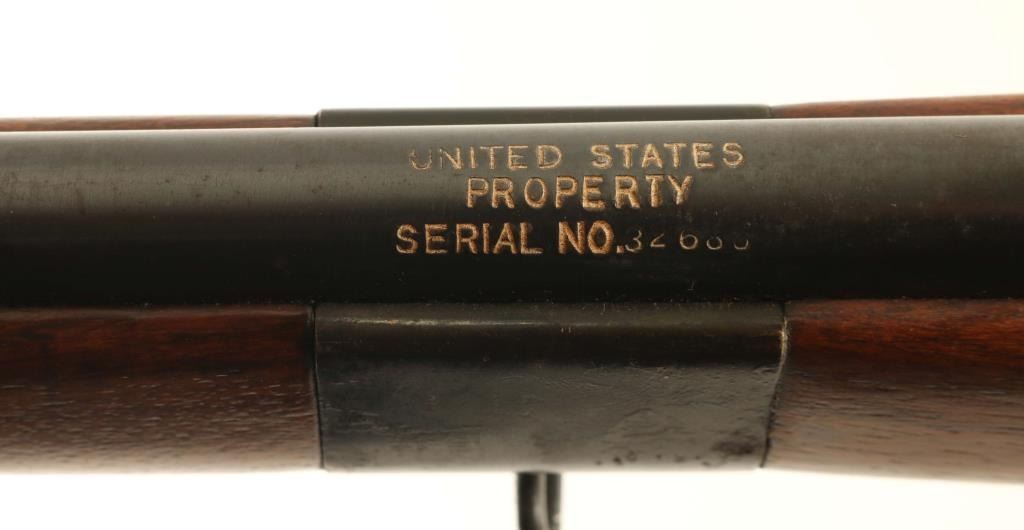 UNITED STATES
PROPERTY
SERIAL NO.